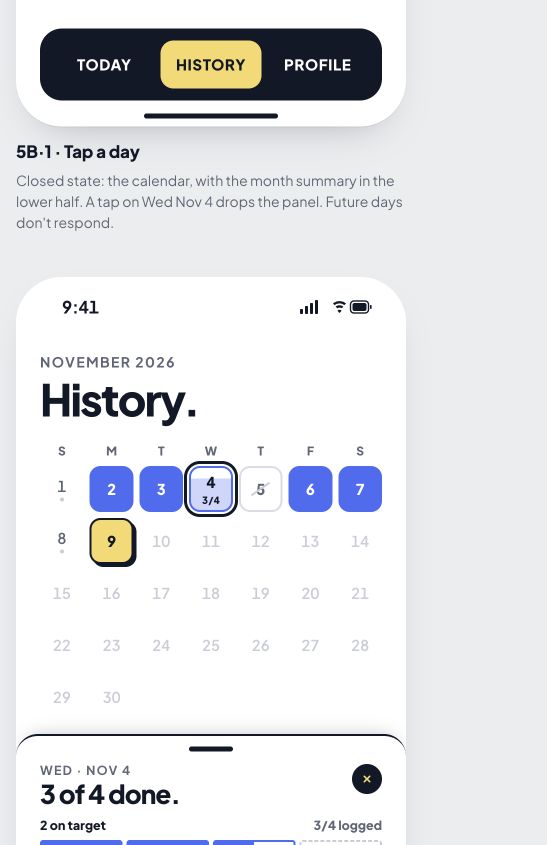 TODAY HISTORY PROFILE
5B·1 · Tap a day
Closed state: the calendar, with the month summary in the
lower half. A tap on Wed Nov 4 drops the panel. Future days
don't respond.
9:41
NOVEMBER 2026
History.
S M T W T F S
1 2 3 4 5 6 7
3/4
8 9 10 11 12 13 14
15 16 17 18 19 20 21
22 23 24 25 26 27 28
29 30
WED · NOV 4
3 of 4 done.
×
2 on target 3/4 logged